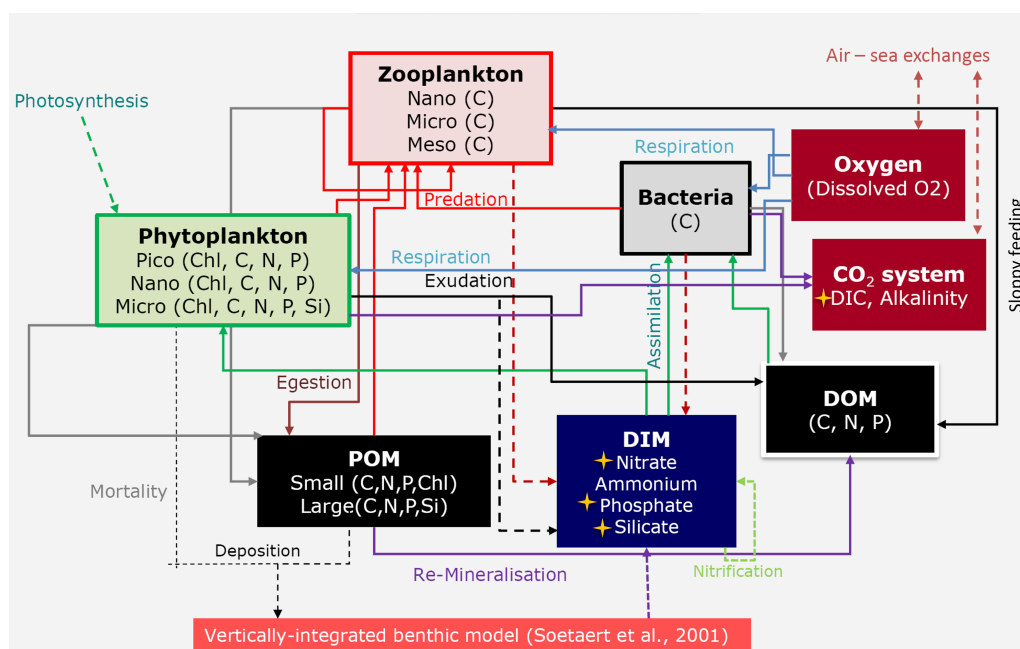 Air – sea exchanges
Zooplankton
Nano (C)
Micro (C)
Meso (C)
Photosynthesis
Respiration
Oxygen
(Dissolved O2)
Bacteria
(C)
Predation
Sloppy feeding
Phytoplankton
Pico (Chl, C, N, P)
Nano (Chl, C, N, P)
Micro (Chl, C, N, P, Si)
Respiration
Exudation
Assimilation
CO₂ system
DIC, Alkalinity
Egestion
DOM
(C, N, P)
POM
Small (C,N,P,Chl)
Large(C,N,P,Si)
DIM
Nitrate
Ammonium
Phosphate
Silicate
Mortality
Deposition
Re-Mineralisation
Nitrification
Vertically-integrated benthic model (Soetaert et al., 2001)